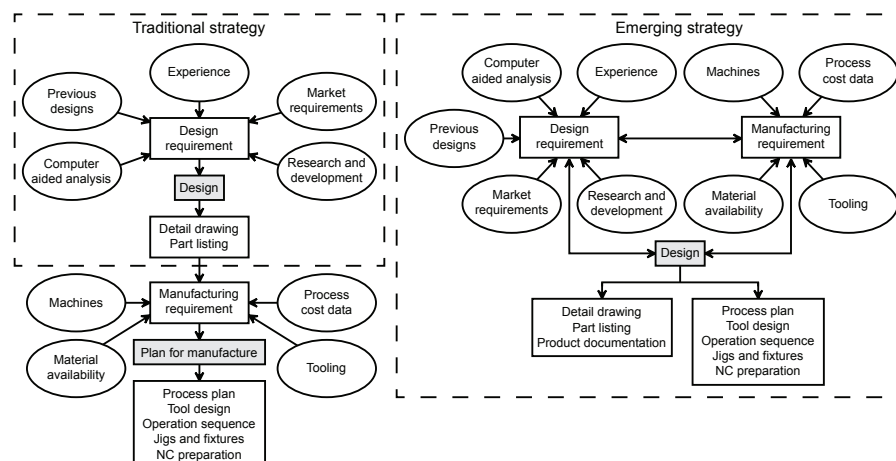 Traditional strategy
Experience
Previous
designs
Market
requirements
Design
requirement
Computer
aided analysis
Research and
development
Design
Detail drawing
Part listing
Machines
Manufacturing
requirement
Process
cost data
Material
availability
Plan for manufacture
Tooling
Process plan
Tool design
Operation sequence
Jigs and fixtures
NC preparation
Emerging strategy
Computer
aided analysis
Experience
Machines
Process
cost data
Previous
designs
Design
requirement
Manufacturing
requirement
Market
requirements
Research and
development
Material
availability
Tooling
Design
Detail drawing
Part listing
Product documentation
Process plan
Tool design
Operation sequence
Jigs and fixtures
NC preparation